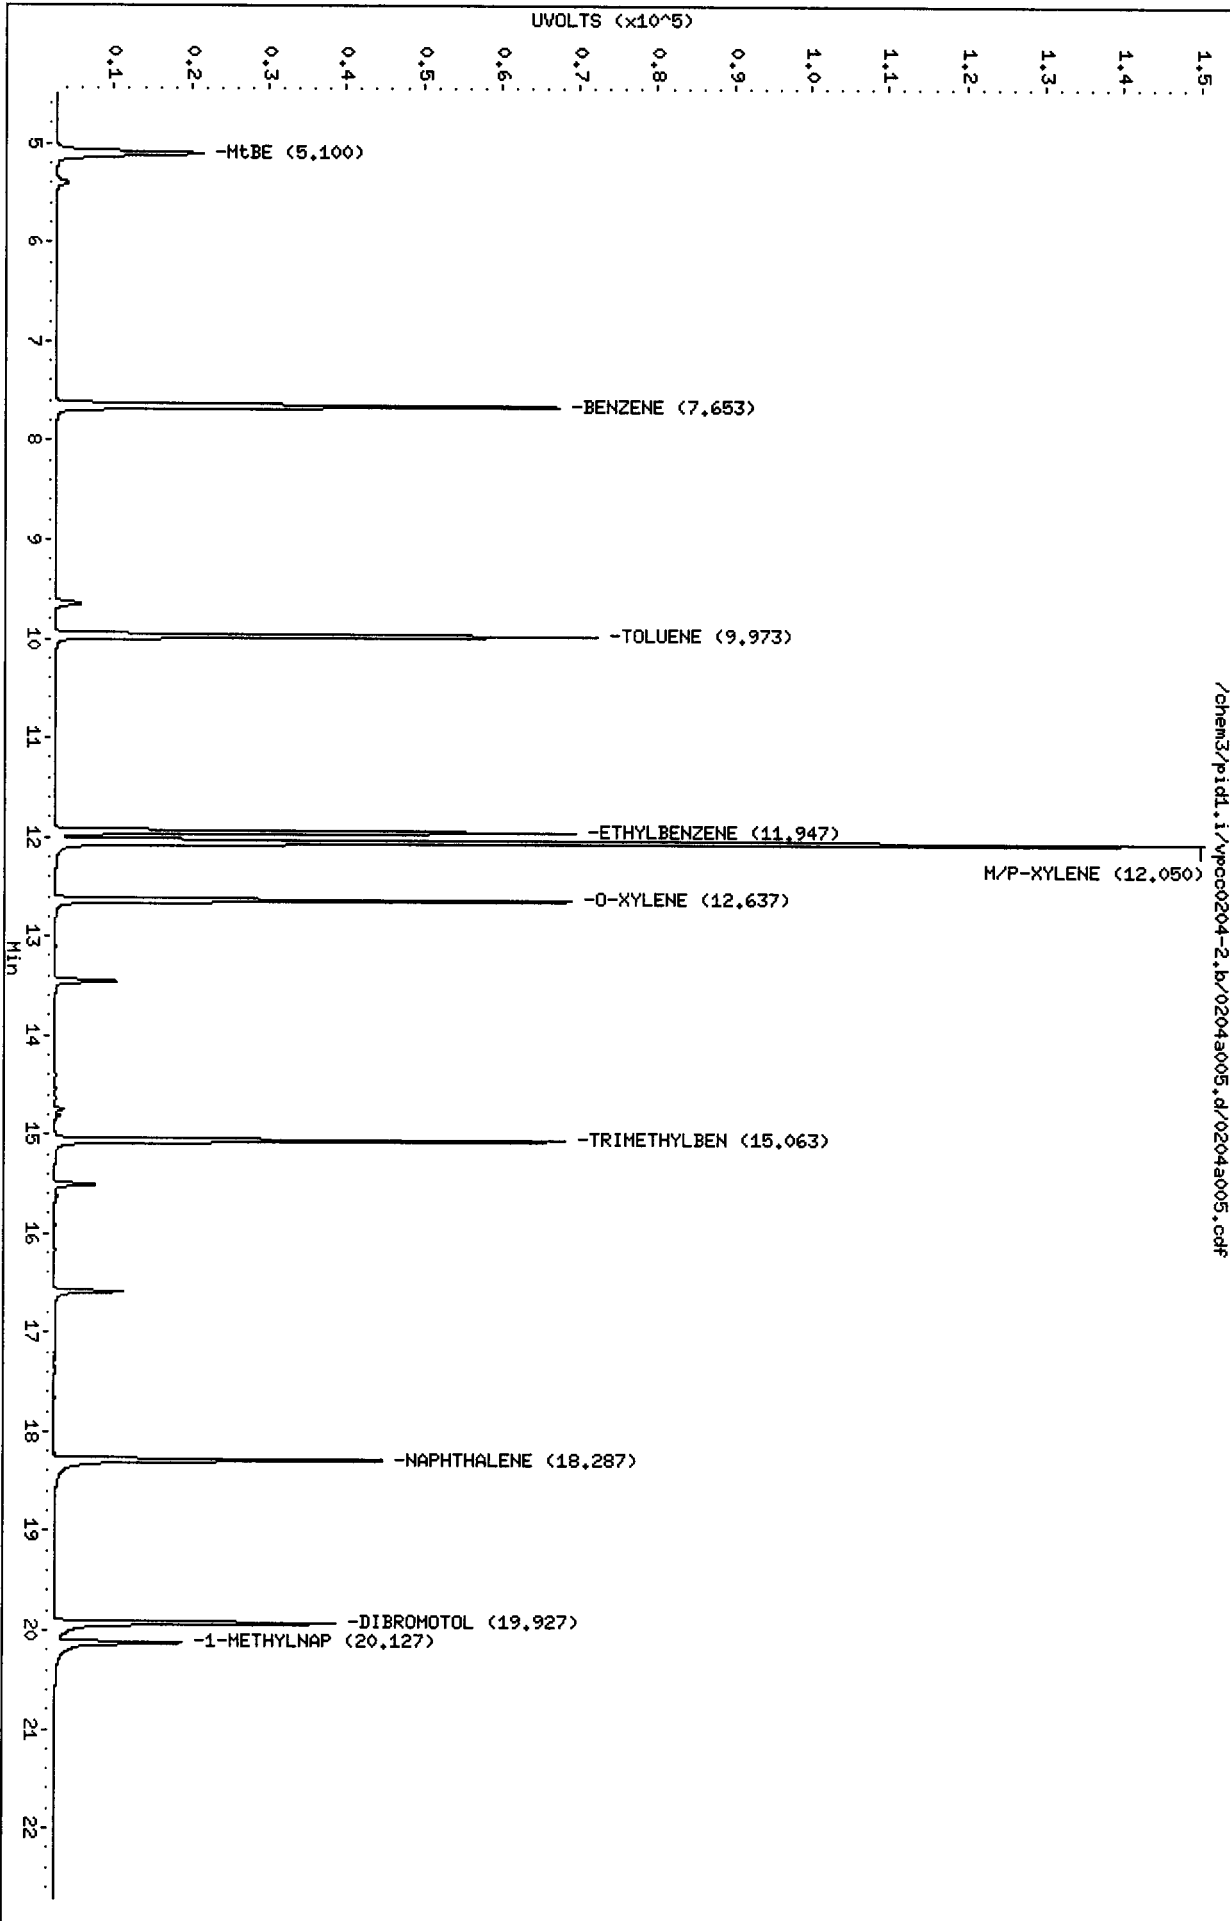 /chem3/pid1.i/vpcc0204-2.b/0204a005.d/0204a005.cdf
UVOLTS (x10^5)
0.1
0.2
0.3
0.4
0.5
0.6
0.7
0.8
0.9
1.0
1.1
1.2
1.3
1.4
1.5
-MtBE (5.100)
-BENZENE (7.653)
-TOLUENE (9.973)
-ETHYLBENZENE (11.947)
M/P-XYLENE (12.050)
-O-XYLENE (12.637)
-TRIMETHYLBEN (15.063)
-NAPHTHALENE (18.287)
-DIBROMOTOL (19.927)
-1-METHYLNAP (20.127)
5
6
7
8
9
10
11
12
13
14
15
16
17
18
19
20
21
22
Min